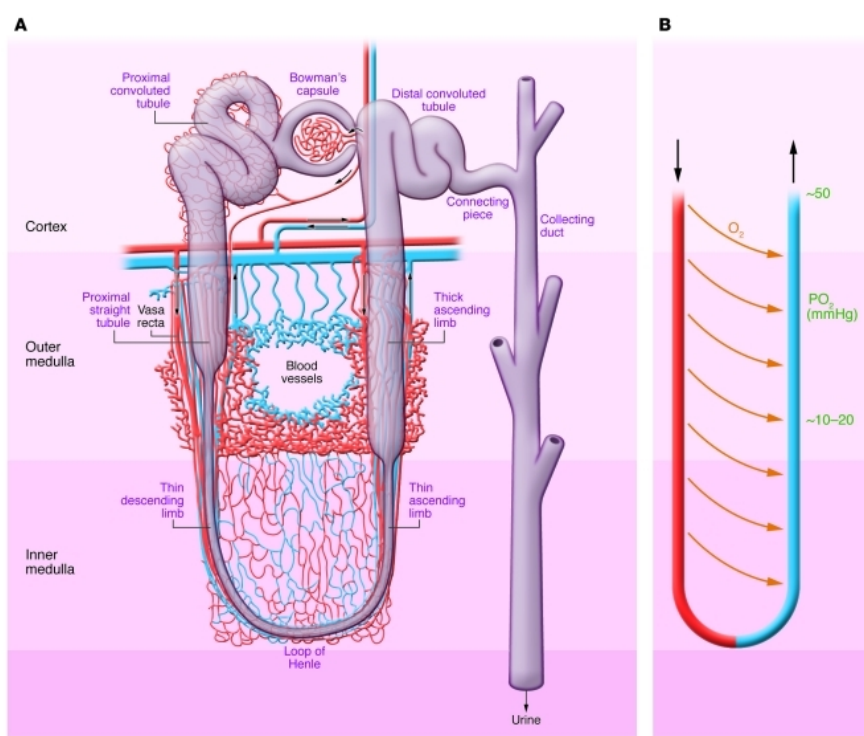 A
Proximal
convoluted
tubule
Bowman's
capsule
Distal convoluted
tubule
Connecting
piece
Collecting
duct
Cortex
Proximal
straight
tubule
Vasa
recta
Thick
ascending
limb
Outer
medulla
Blood
vessels
Thin
descending
limb
Thin
ascending
limb
Inner
medulla
Loop of
Henle
Urine
B
~50
O₂
PO₂
(mmHg)
~10–20